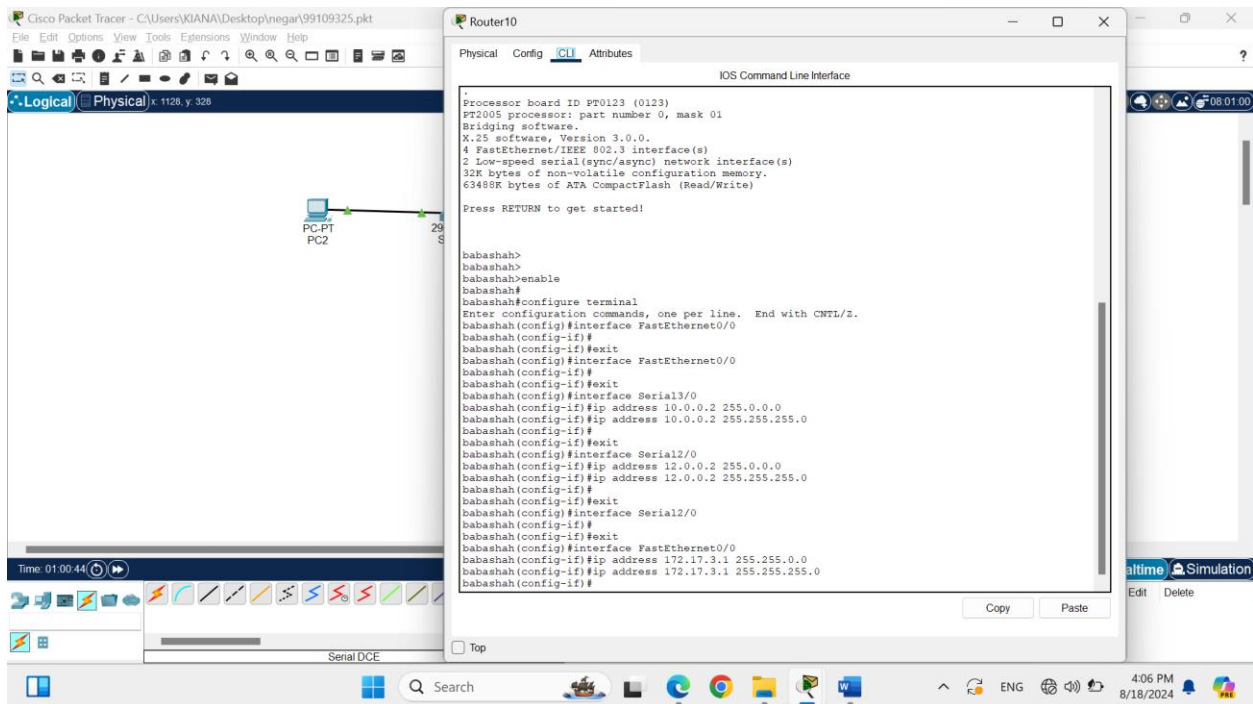 Cisco Packet Tracer - C:\Users\KIANA\Desktop\negar\99109325.pkt
File Edit Options View Tools Extensions Window Help
?
Logical Physical x: 1128, y: 328
08:01:00
PC-PT
PC2
29
S
Router10
Physical Config CLI Attributes
IOS Command Line Interface
.
Processor board ID PT0123 (0123)
PT2005 processor: part number 0, mask 01
Bridging software.
X.25 software, Version 3.0.0.
4 FastEthernet/IEEE 802.3 interface(s)
2 Low-speed serial(sync/async) network interface(s)
32K bytes of non-volatile configuration memory.
63488K bytes of ATA CompactFlash (Read/Write)
Press RETURN to get started!
babashah>
babashah>
babashah>enable
babashah#
babashah#configure terminal
Enter configuration commands, one per line.  End with CNTL/Z.
babashah(config)#interface FastEthernet0/0
babashah(config-if)#
babashah(config-if)#exit
babashah(config)#interface FastEthernet0/0
babashah(config-if)#
babashah(config-if)#exit
babashah(config)#interface Serial3/0
babashah(config-if)#ip address 10.0.0.2 255.0.0.0
babashah(config-if)#ip address 10.0.0.2 255.255.255.0
babashah(config-if)#
babashah(config-if)#exit
babashah(config)#interface Serial2/0
babashah(config-if)#ip address 12.0.0.2 255.0.0.0
babashah(config-if)#ip address 12.0.0.2 255.255.255.0
babashah(config-if)#
babashah(config-if)#exit
babashah(config)#interface Serial2/0
babashah(config-if)#
babashah(config-if)#exit
babashah(config)#interface FastEthernet0/0
babashah(config-if)#ip address 172.17.3.1 255.255.0.0
babashah(config-if)#ip address 172.17.3.1 255.255.255.0
babashah(config-if)#
Copy Paste
Top
Time: 01:00:44
altime Simulation
Edit Delete
Serial DCE
Search
ENG
4:06 PM
8/18/2024
PRE